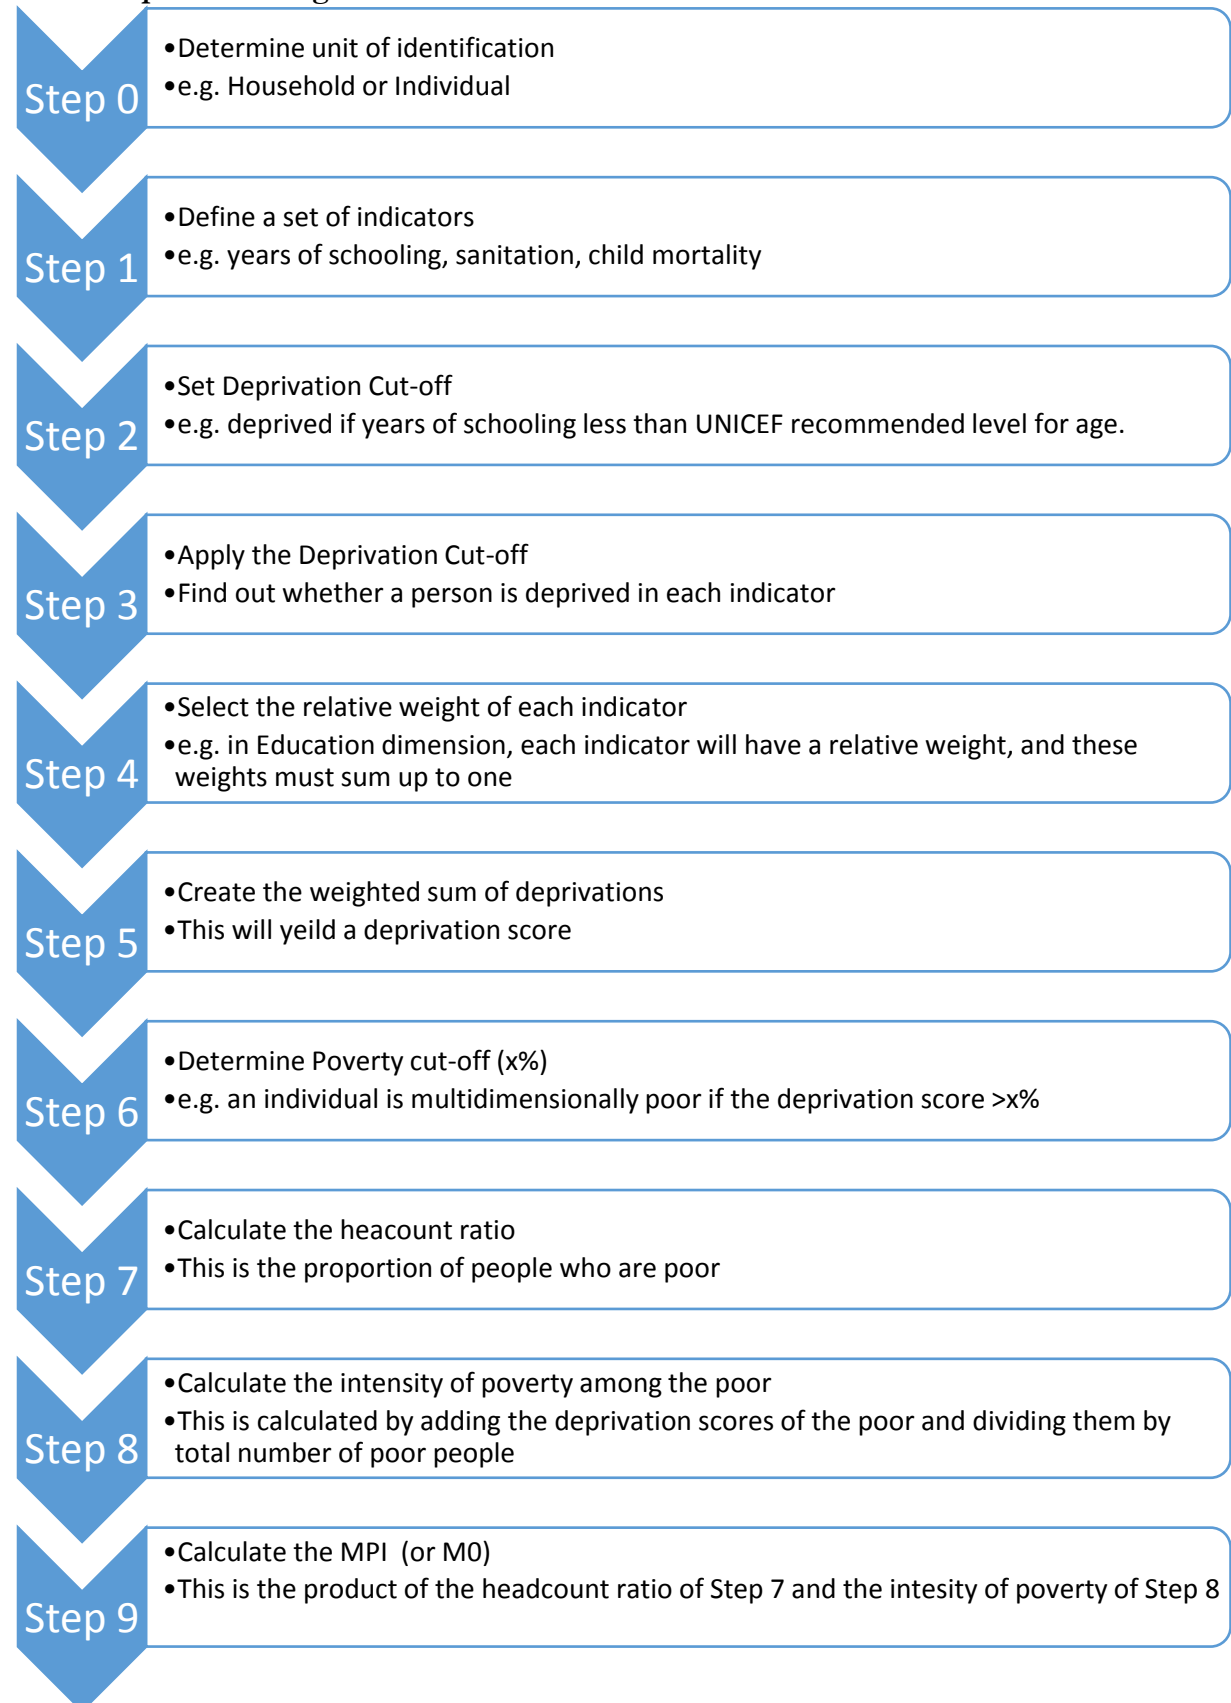 Step 0
•Determine unit of identification
•e.g. Household or Individual
Step 1
•Define a set of indicators
•e.g. years of schooling, sanitation, child mortality
Step 2
•Set Deprivation Cut-off
•e.g. deprived if years of schooling less than UNICEF recommended level for age.
Step 3
•Apply the Deprivation Cut-off
•Find out whether a person is deprived in each indicator
Step 4
•Select the relative weight of each indicator
•e.g. in Education dimension, each indicator will have a relative weight, and these
weights must sum up to one
Step 5
•Create the weighted sum of deprivations
•This will yeild a deprivation score
Step 6
•Determine Poverty cut-off (x%)
•e.g. an individual is multidimensionally poor if the deprivation score >x%
Step 7
•Calculate the heacount ratio
•This is the proportion of people who are poor
Step 8
•Calculate the intensity of poverty among the poor
•This is calculated by adding the deprivation scores of the poor and dividing them by
total number of poor people
Step 9
•Calculate the MPI (or M0)
•This is the product of the headcount ratio of Step 7 and the intesity of poverty of Step 8